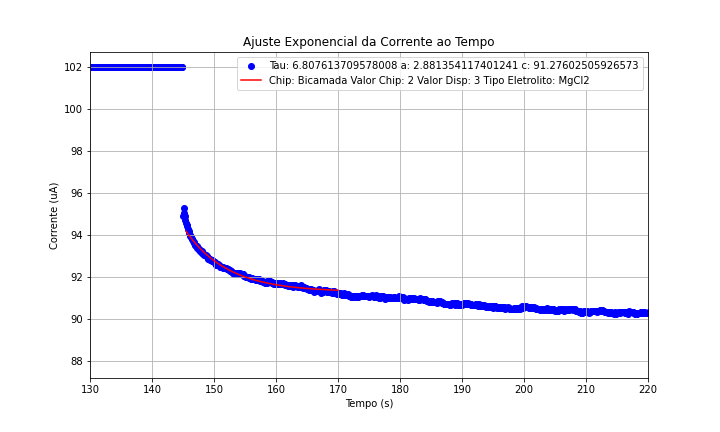 Ajuste Exponencial da Corrente ao Tempo
Tau: 6.807613709578008 a: 2.881354117401241 c: 91.27602505926573
Chip: Bicamada Valor Chip: 2 Valor Disp: 3 Tipo Eletrolito: MgCl2
Corrente (uA)
102
100
98
96
94
92
90
88
130 140 150 160 170 180 190 200 210 220
Tempo (s)